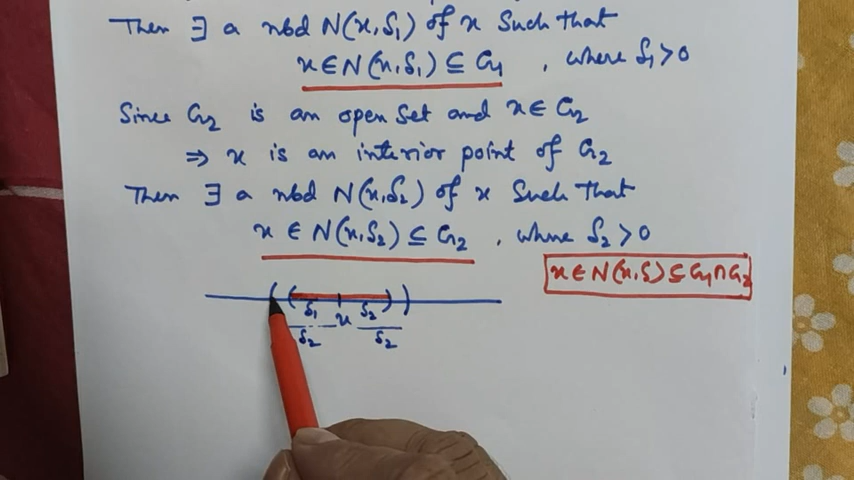 Then ∃ a nbd N(x,δ₁) of x Such that
x ∈ N(x,δ₁) ⊆ G₁ , where δ₁>0
Since G₂ is an open set and x ∈ G₂
⇒ x is an interior point of G₂
Then ∃ a nbd N(x,δ₂) of x Such that
x ∈ N(x,δ₂) ⊆ G₂ , where δ₂>0
x ∈ N(x,δ) ⊆ G₁∩G₂
( ( ) )
δ₁ x δ₂
δ₂ δ₂